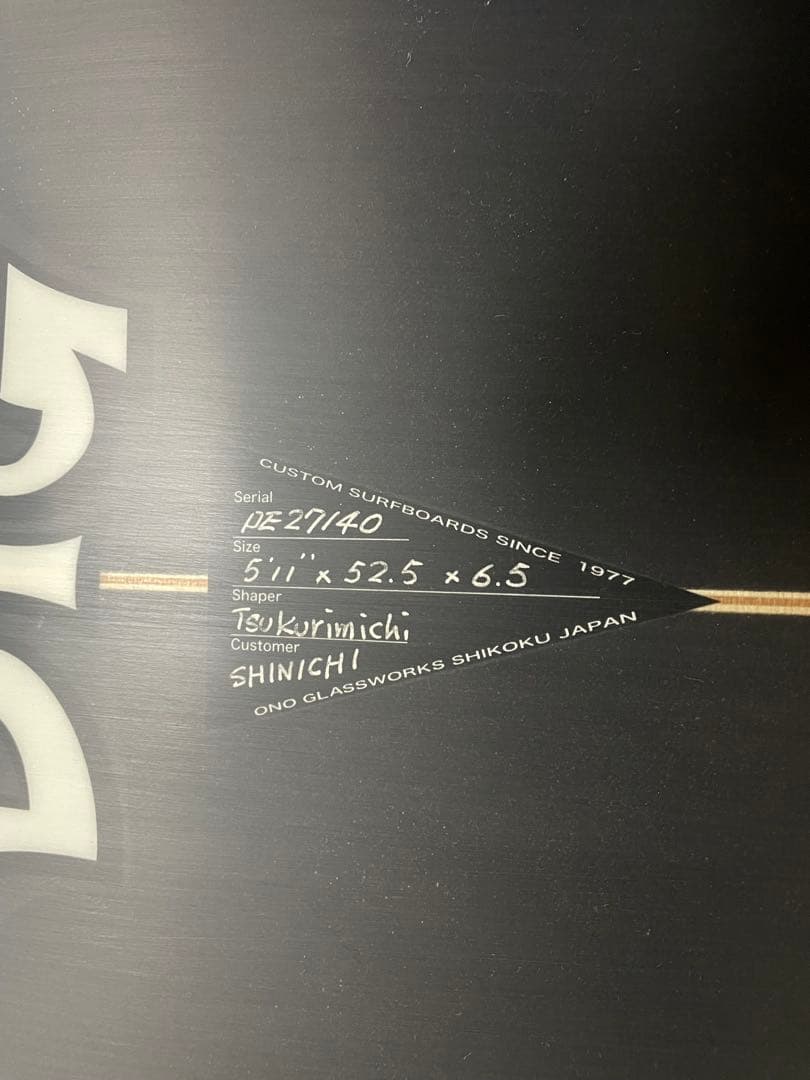 DIG
CUSTOM SURFBOARDS SINCE 1977
Serial
PE27140
Size
5'11" x 52.5 x 6.5
Shaper
Tsukurimichi
Customer
SHINICHI
ONO GLASSWORKS SHIKOKU JAPAN